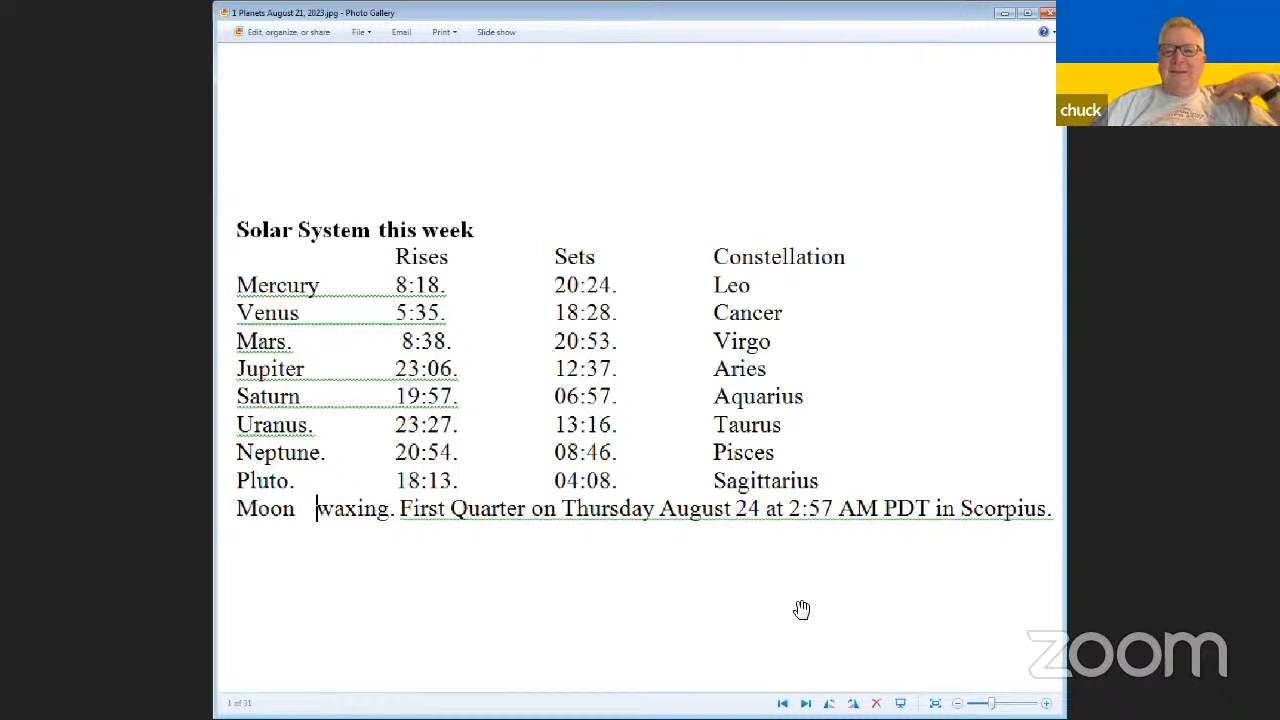 1 Planets August 21, 2023.jpg - Photo Gallery
Edit, organize, or share File Email Print Slide show
chuck
Solar System this week
Rises Sets Constellation
Mercury 8:18. 20:24. Leo
Venus 5:35. 18:28. Cancer
Mars. 8:38. 20:53. Virgo
Jupiter 23:06. 12:37. Aries
Saturn 19:57. 06:57. Aquarius
Uranus. 23:27. 13:16. Taurus
Neptune. 20:54. 08:46. Pisces
Pluto. 18:13. 04:08. Sagittarius
Moon waxing. First Quarter on Thursday August 24 at 2:57 AM PDT in Scorpius.
zoom
1 of 31